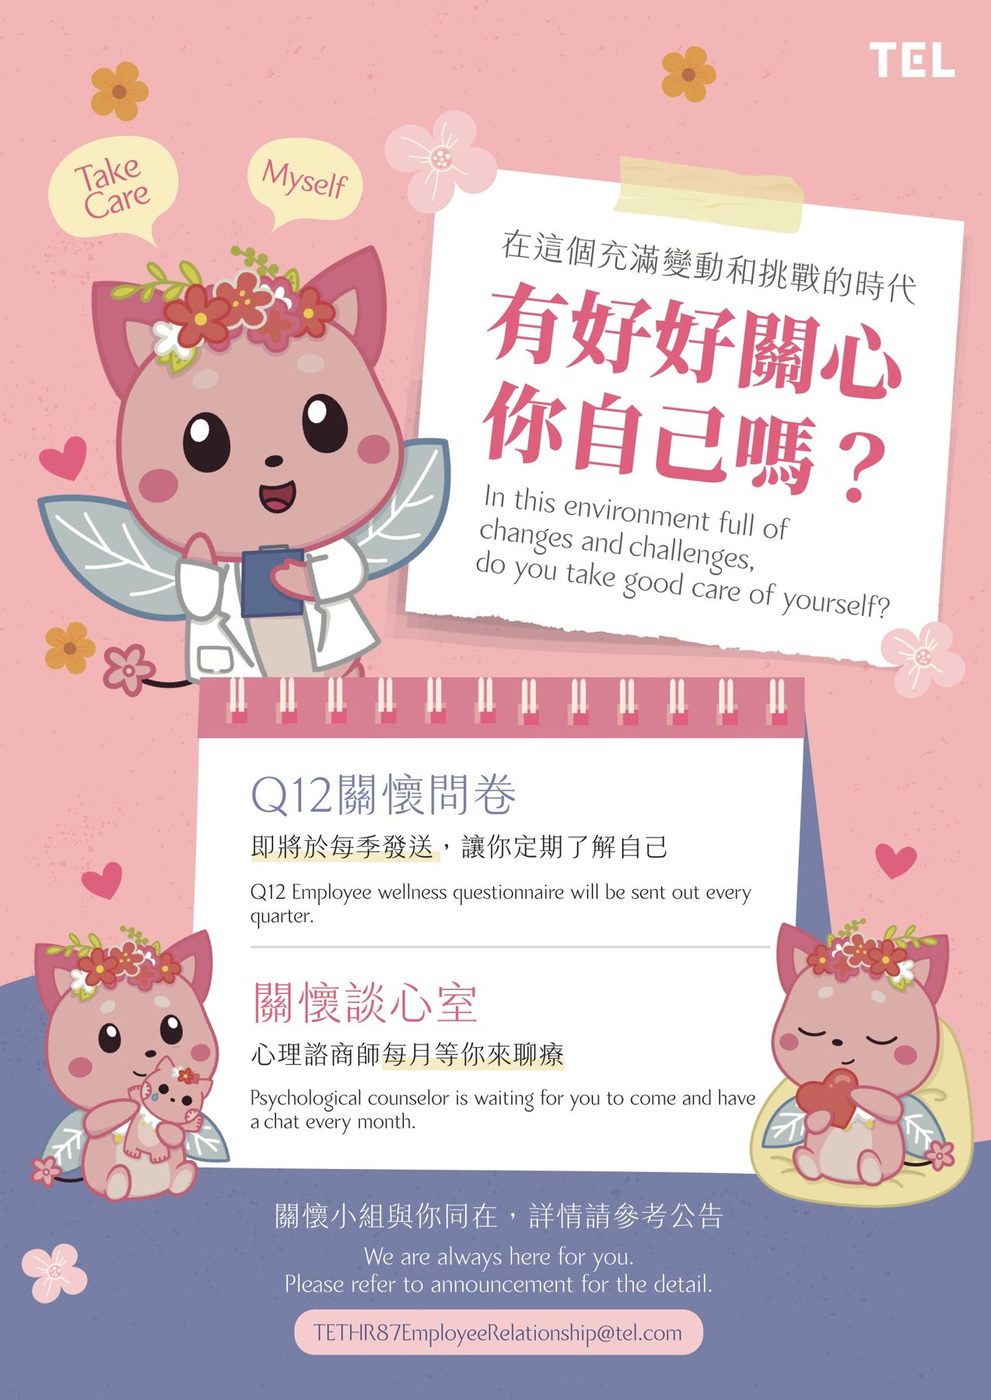 TEL
Take
Care
Myself
在這個充滿變動和挑戰的時代
有好好關心
你自己嗎？
In this environment full of
changes and challenges,
do you take good care of yourself?
Q12關懷問卷
即將於每季發送，讓你定期了解自己
Q12 Employee wellness questionnaire will be sent out every
quarter.
關懷談心室
心理諮商師每月等你來聊療
Psychological counselor is waiting for you to come and have
a chat every month.
關懷小組與你同在，詳情請參考公告
We are always here for you.
Please refer to announcement for the detail.
TETHR87EmployeeRelationship@tel.com